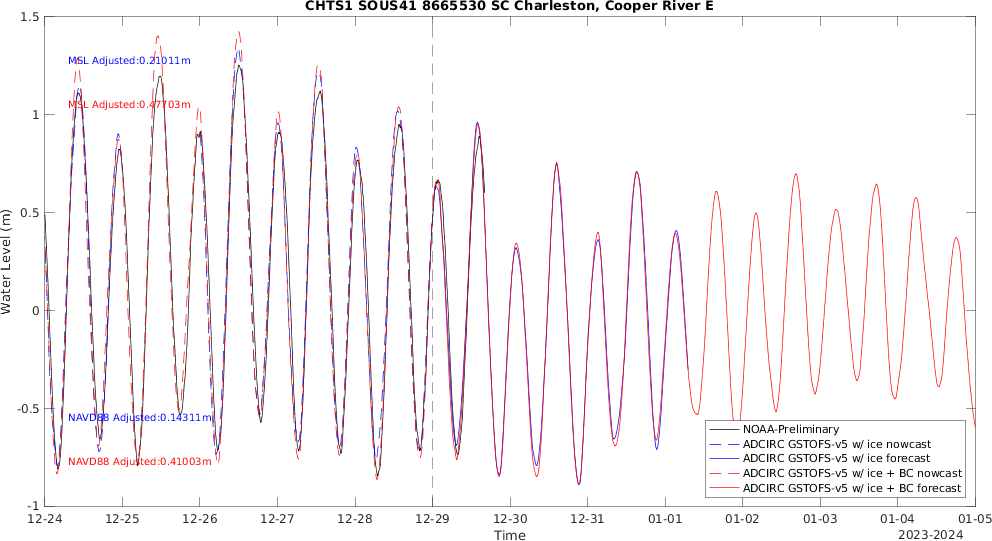 CHTS1 SOUS41 8665530 SC Charleston, Cooper River E
1.5
1
0.5
0
-0.5
-1
Water Level (m)
MSL Adjusted:0.21011m
MSL Adjusted:0.47703m
NAVD88 Adjusted:0.14311m
NAVD88 Adjusted:0.41003m
NOAA-Preliminary
ADCIRC GSTOFS-v5 w/ ice nowcast
ADCIRC GSTOFS-v5 w/ ice forecast
ADCIRC GSTOFS-v5 w/ ice + BC nowcast
ADCIRC GSTOFS-v5 w/ ice + BC forecast
12-24 12-25 12-26 12-27 12-28 12-29 12-30 12-31 01-01 01-02 01-03 01-04 01-05
Time
2023-2024